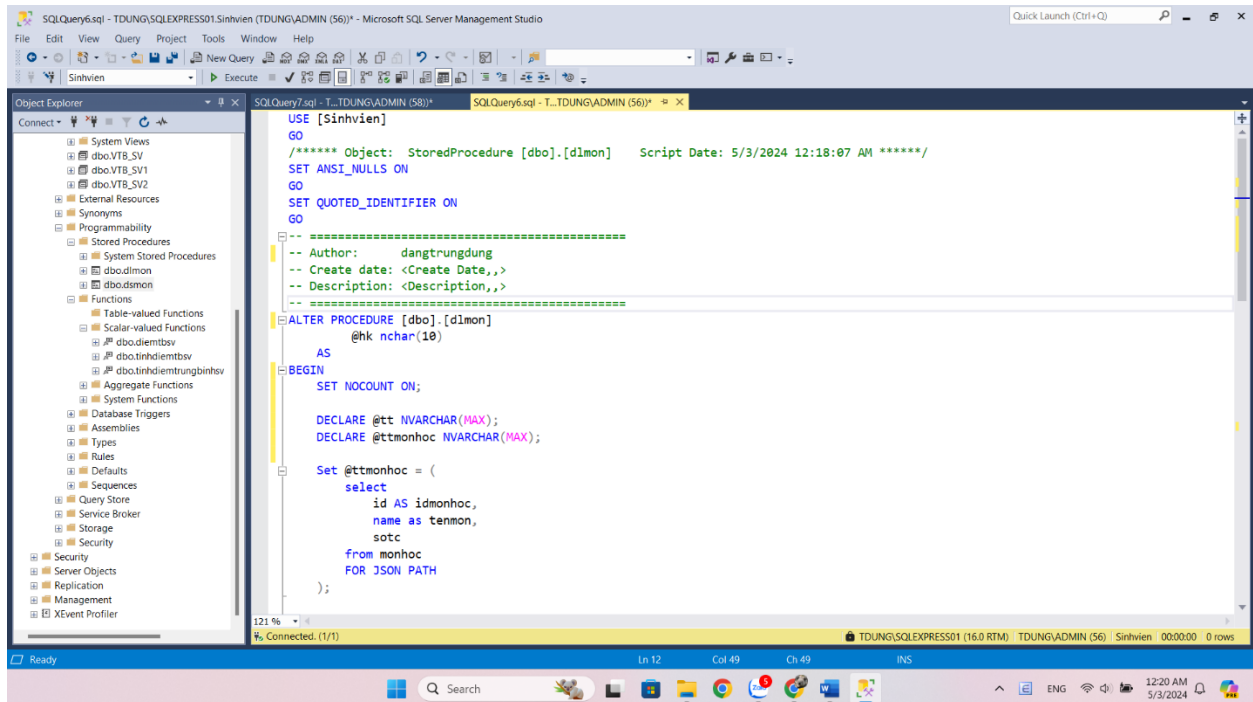 SQLQuery6.sql - TDUNG\SQLEXPRESS01.Sinhvien (TDUNG\ADMIN (56))* - Microsoft SQL Server Management Studio
Quick Launch (Ctrl+Q)
File Edit View Query Project Tools Window Help
New Query
Sinhvien
Execute
Object Explorer
SQLQuery7.sql - T...TDUNG\ADMIN (58))*
SQLQuery6.sql - T...TDUNG\ADMIN (56))*
Connect
System Views
dbo.VTB_SV
dbo.VTB_SV1
dbo.VTB_SV2
External Resources
Synonyms
Programmability
Stored Procedures
System Stored Procedures
dbo.dlmon
dbo.dsmon
Functions
Table-valued Functions
Scalar-valued Functions
dbo.diemtbsv
dbo.tinhdiemtbsv
dbo.tinhdiemtrungbinhsv
Aggregate Functions
System Functions
Database Triggers
Assemblies
Types
Rules
Defaults
Sequences
Query Store
Service Broker
Storage
Security
Security
Server Objects
Replication
Management
XEvent Profiler
USE [Sinhvien]
GO
/****** Object:  StoredProcedure [dbo].[dlmon]    Script Date: 5/3/2024 12:18:07 AM ******/
SET ANSI_NULLS ON
GO
SET QUOTED_IDENTIFIER ON
GO
-- =============================================
-- Author:      dangtrungdung
-- Create date: <Create Date,,>
-- Description: <Description,,>
-- =============================================
ALTER PROCEDURE [dbo].[dlmon]
@hk nchar(10)
AS
BEGIN
SET NOCOUNT ON;
DECLARE @tt NVARCHAR(MAX);
DECLARE @ttmonhoc NVARCHAR(MAX);
Set @ttmonhoc = (
select
id AS idmonhoc,
name as tenmon,
sotc
from monhoc
FOR JSON PATH
);
121 %
Connected. (1/1)
TDUNG\SQLEXPRESS01 (16.0 RTM) TDUNG\ADMIN (56) Sinhvien 00:00:00 0 rows
Ready
Ln 12 Col 49 Ch 49 INS
Search
5
ENG
12:20 AM
5/3/2024